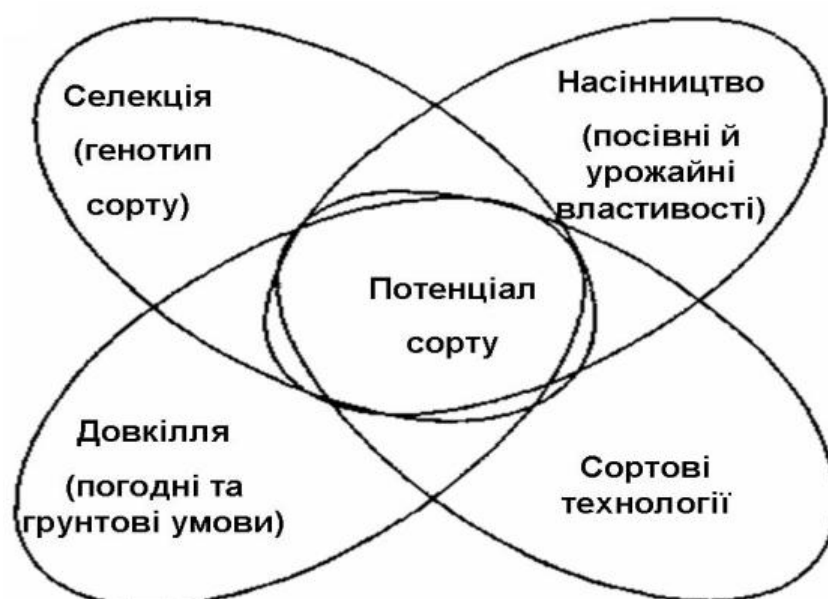 Селекція
(генотип
сорту)
Насінництво
(посівні й
урожайні
властивості)
Потенціал
сорту
Довкілля
(погодні та
грунтові умови)
Сортові
технології